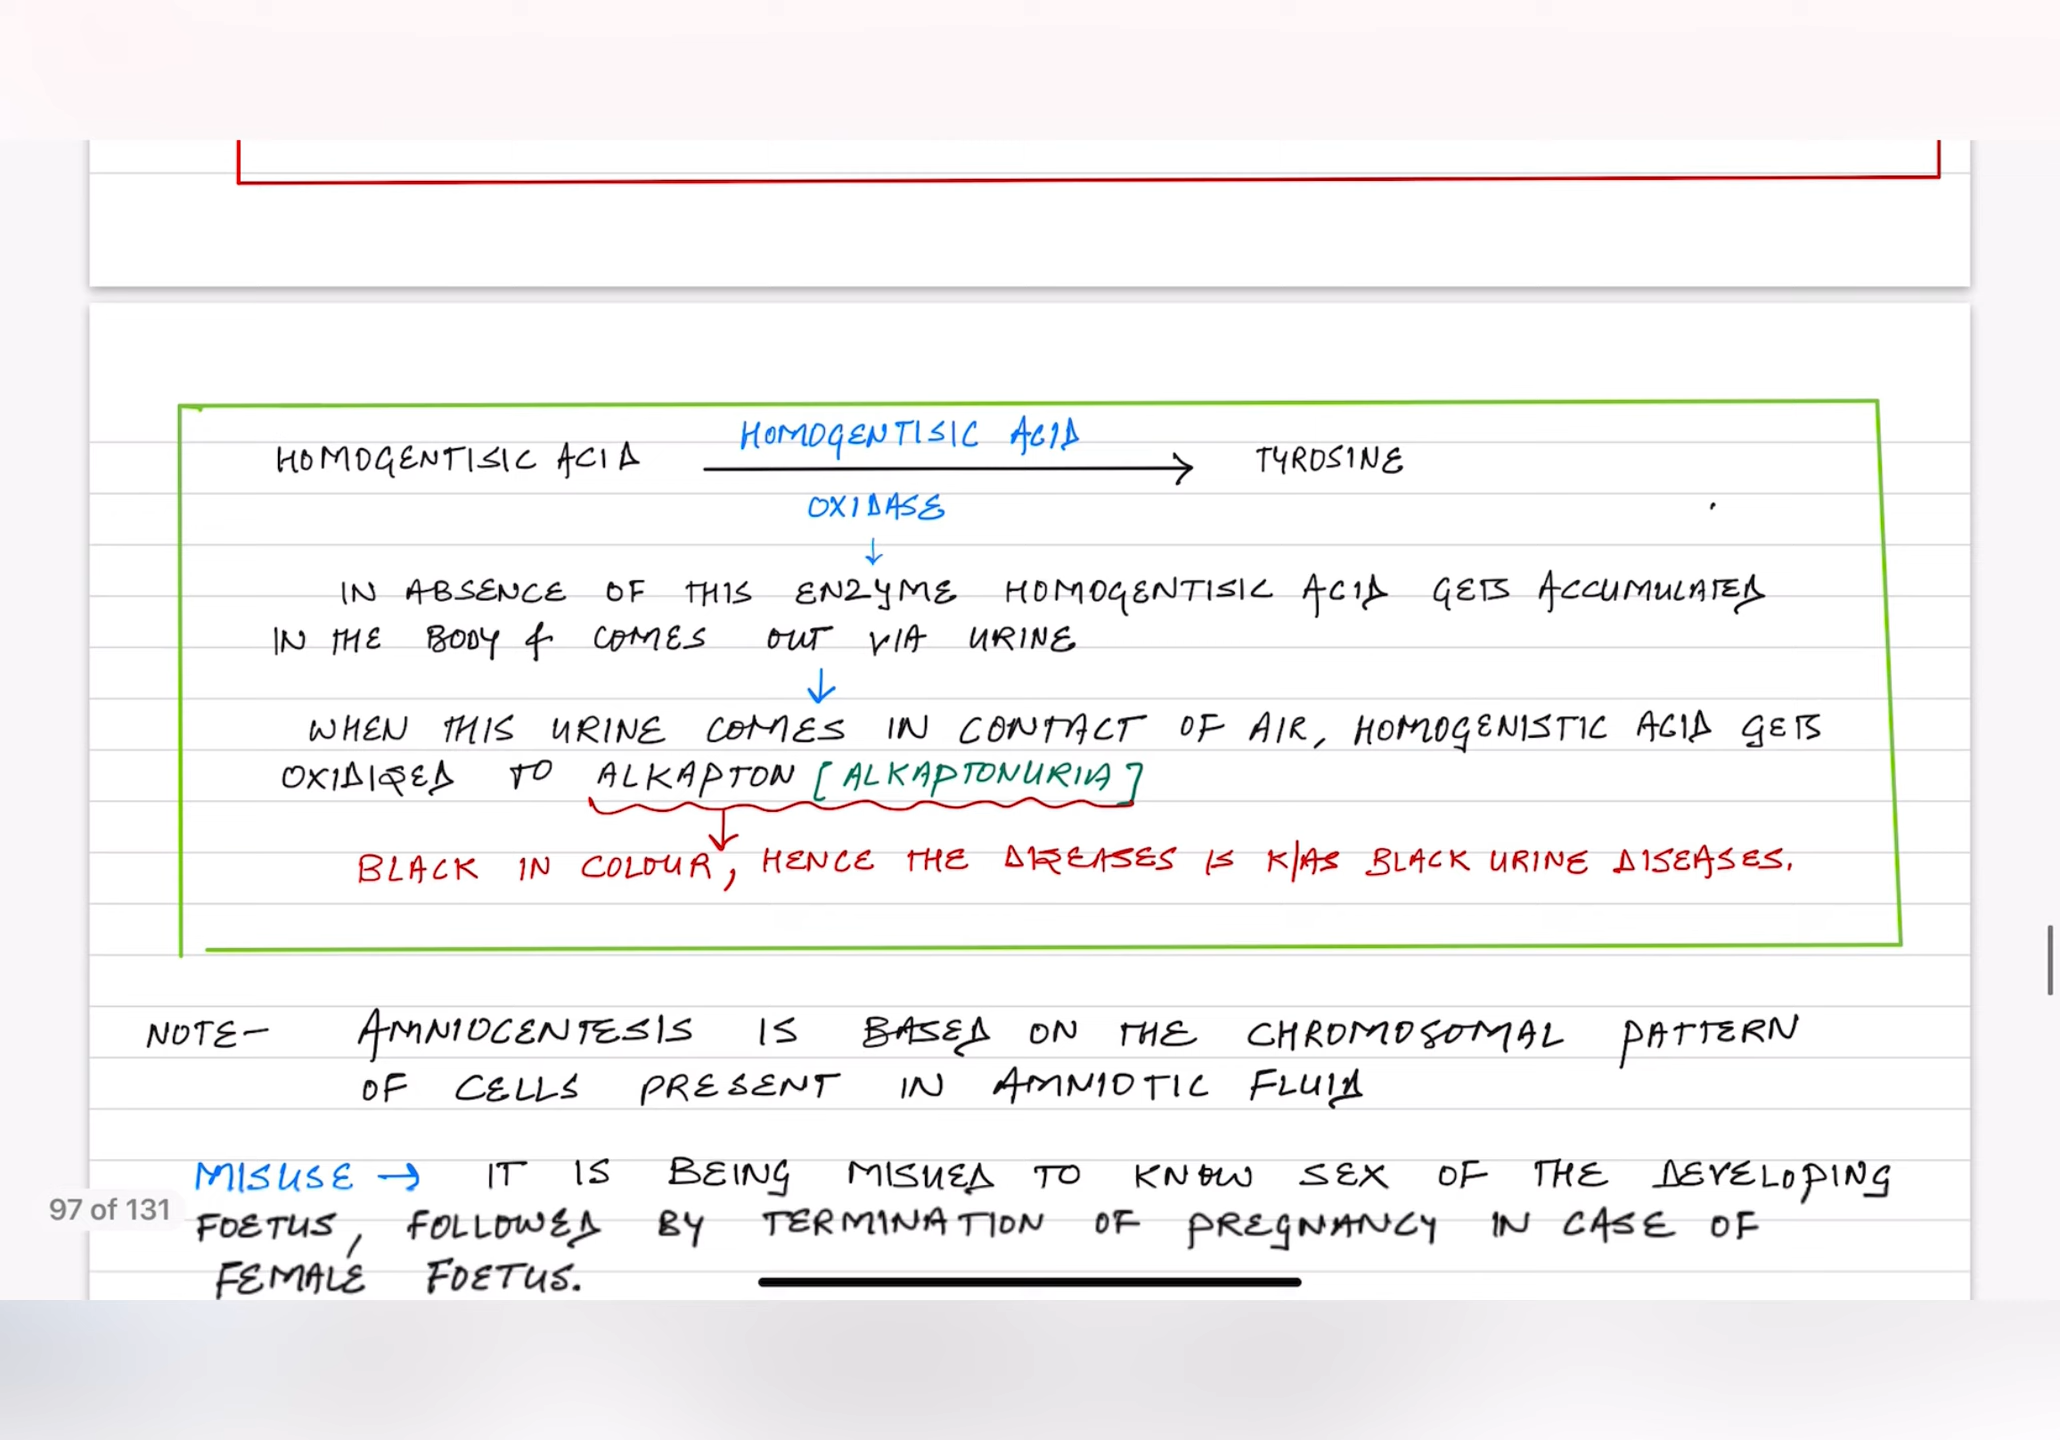 HOMOGENTISIC ACID
HOMOGENTISIC ACID TYROSINE
OXIDASE
IN ABSENCE OF THIS ENZYME HOMOGENTISIC ACID GETS ACCUMULATED
IN THE BODY & COMES OUT VIA URINE
WHEN THIS URINE COMES IN CONTACT OF AIR, HOMOGENISTIC ACID GETS
OXIDISED TO ALKAPTON [ALKAPTONURIA]
BLACK IN COLOUR, HENCE THE DISEASES IS K/AS BLACK URINE DISEASES.
NOTE- AMNIOCENTESIS IS BASED ON THE CHROMOSOMAL PATTERN
OF CELLS PRESENT IN AMNIOTIC FLUID
MISUSE → IT IS BEING MISUED TO KNOW SEX OF THE DEVELOPING
97 of 131
FOETUS, FOLLOWED BY TERMINATION OF PREGNANCY IN CASE OF
FEMALE FOETUS.